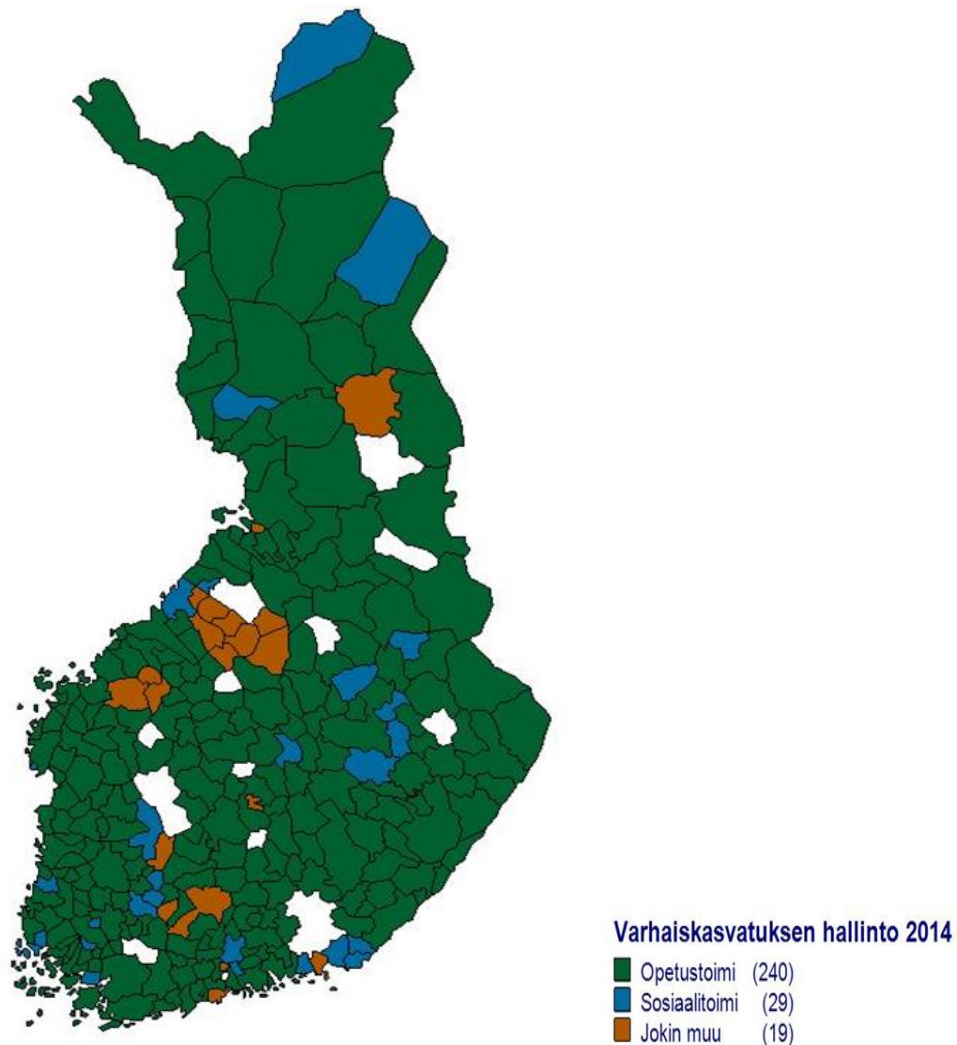 Varhaiskasvatuksen hallinto 2014
Opetustoimi (240)
Sosiaalitoimi (29)
Jokin muu (19)